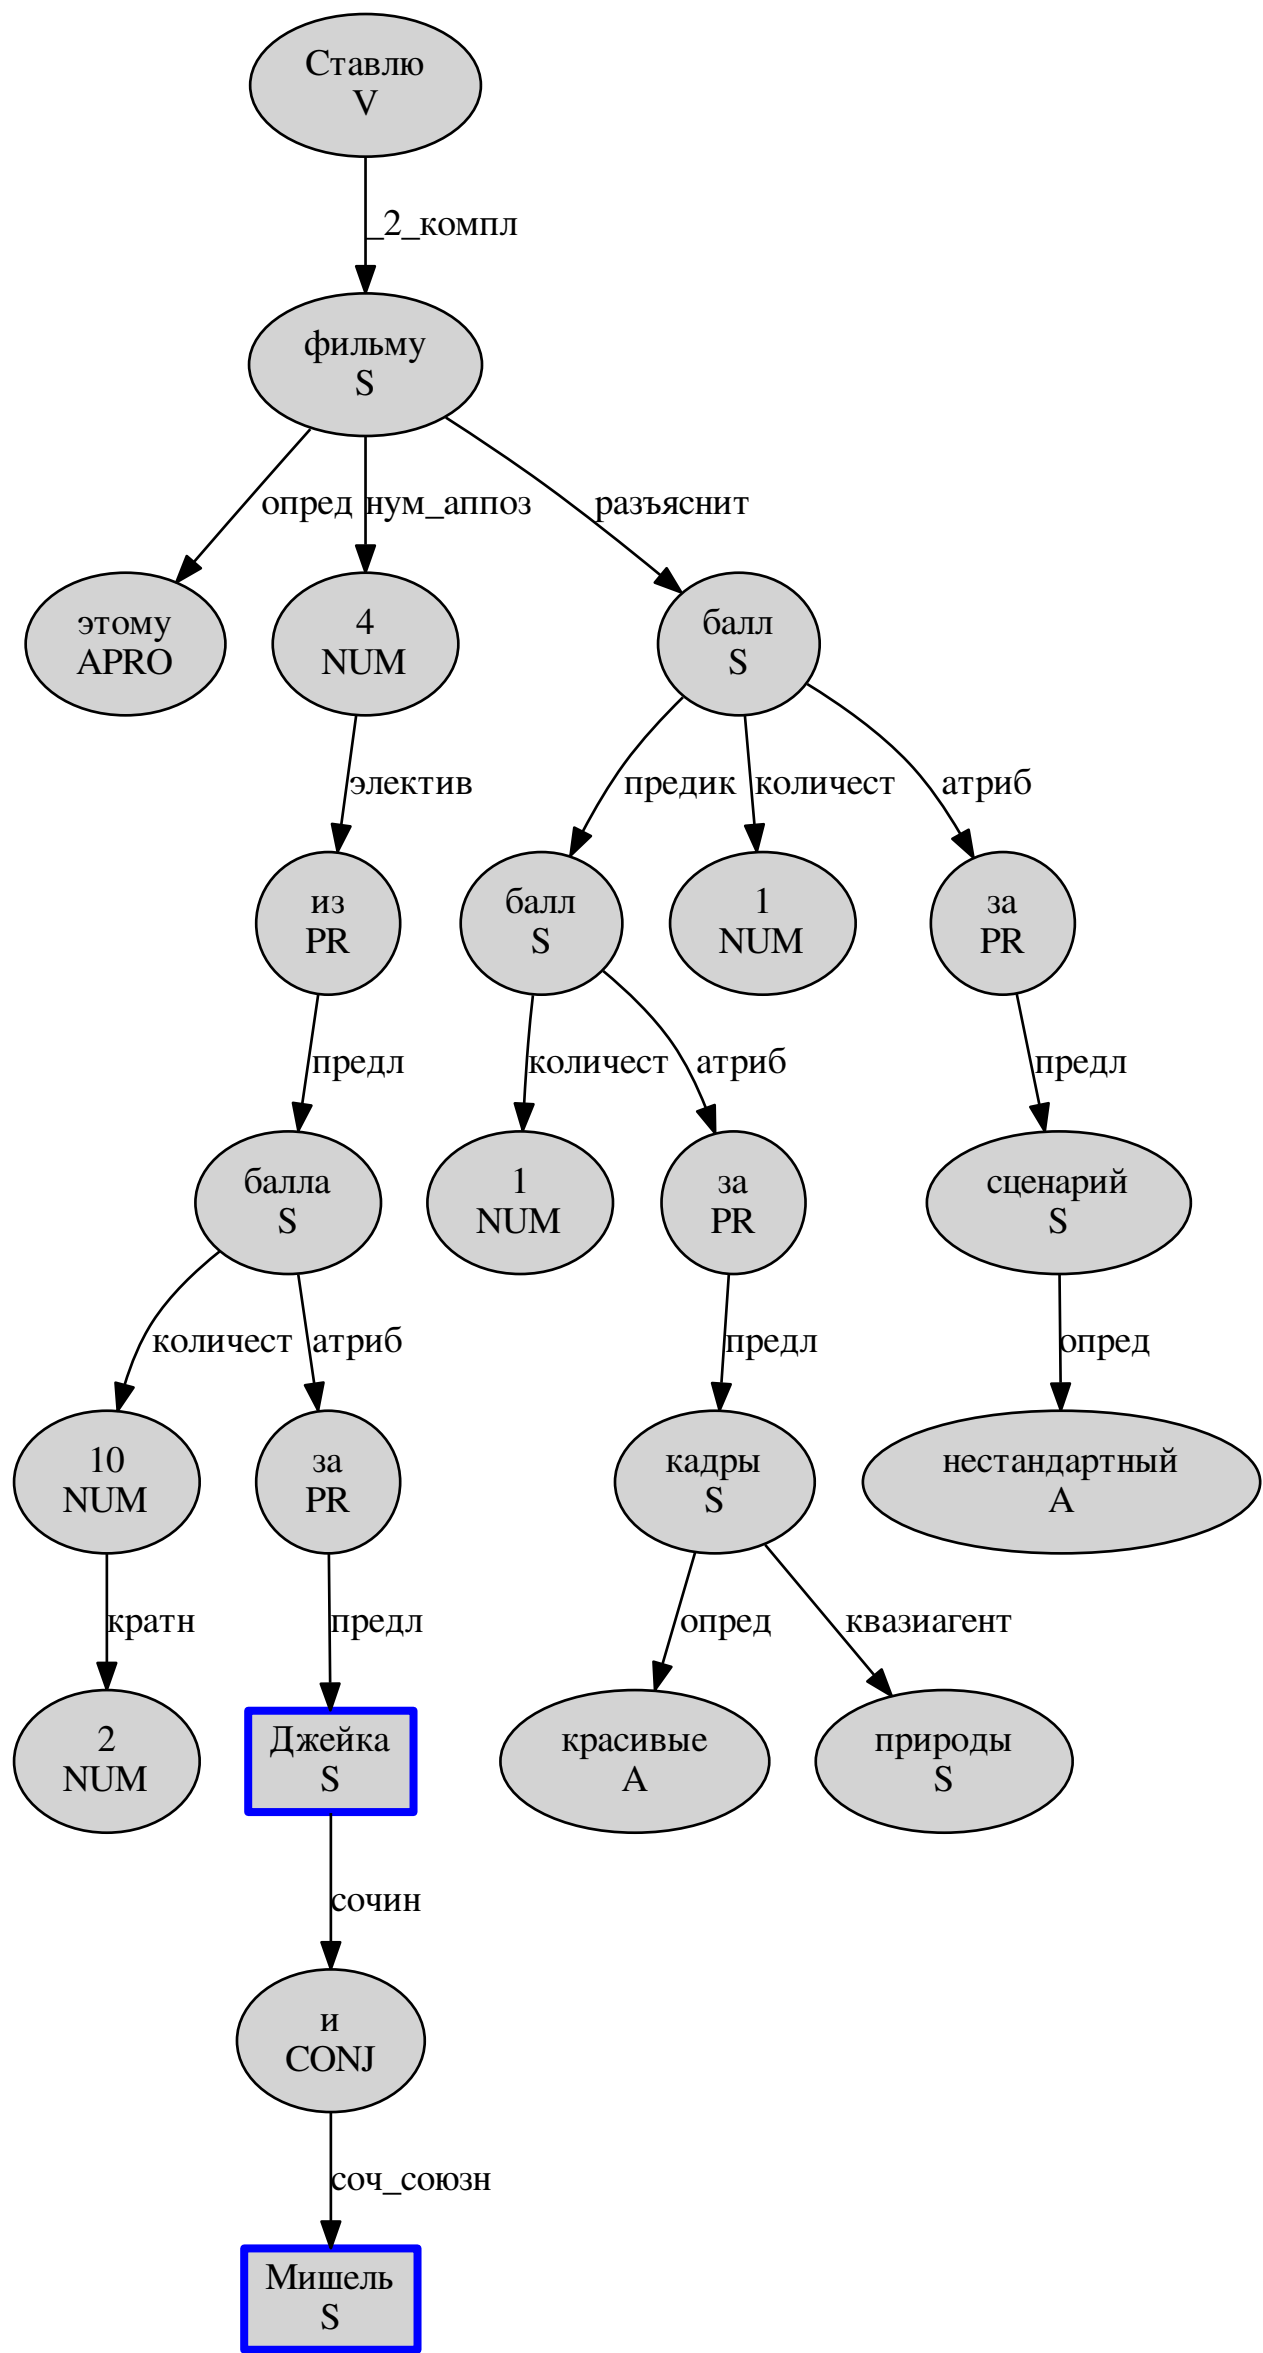 Ставлю
V
_2_компл
фильму
S
опред
нум_аппоз
разъяснит
этому
APRO
4
NUM
балл
S
электив
предик
количест
атриб
из
PR
балл
S
1
NUM
за
PR
предл
количест
атриб
предл
балла
S
1
NUM
за
PR
сценарий
S
количест
атриб
предл
опред
10
NUM
за
PR
кадры
S
нестандартный
A
кратн
предл
опред
квазиагент
2
NUM
Джейка
S
красивые
A
природы
S
сочин
и
CONJ
соч_союзн
Мишель
S